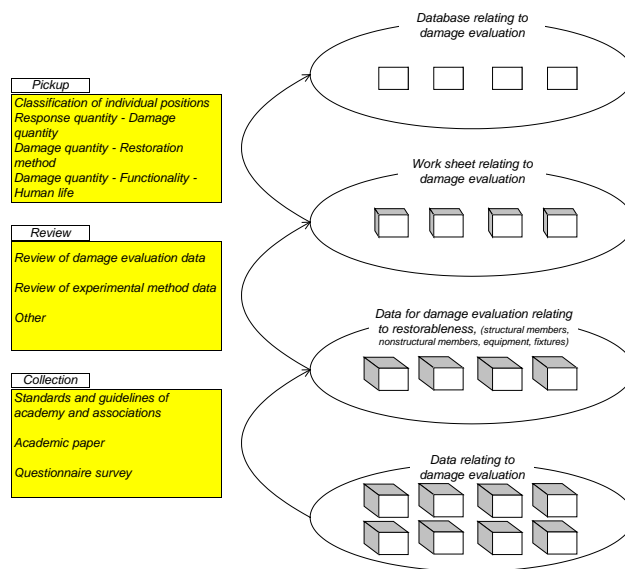 Pickup
Classification of individual positions
Response quantity - Damage
quantity
Damage quantity - Restoration
method
Damage quantity - Functionality -
Human life
Review
Review of damage evaluation data
Review of experimental method data
Other
Collection
Standards and guidelines of
academy and associations
Academic paper
Questionnaire survey
Database relating to
damage evaluation
Work sheet relating to
damage evaluation
Data for damage evaluation relating
to restorableness, (structural members,
nonstructural members, equipment, fixtures)
Data relating to
damage evaluation